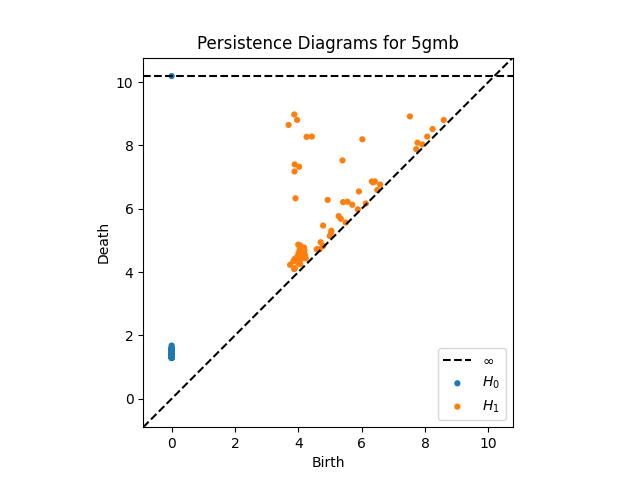 Persistence Diagrams for 5gmb
10
8
6
4
2
0
Death
0 2 4 6 8 10
Birth
∞
H₀
H₁